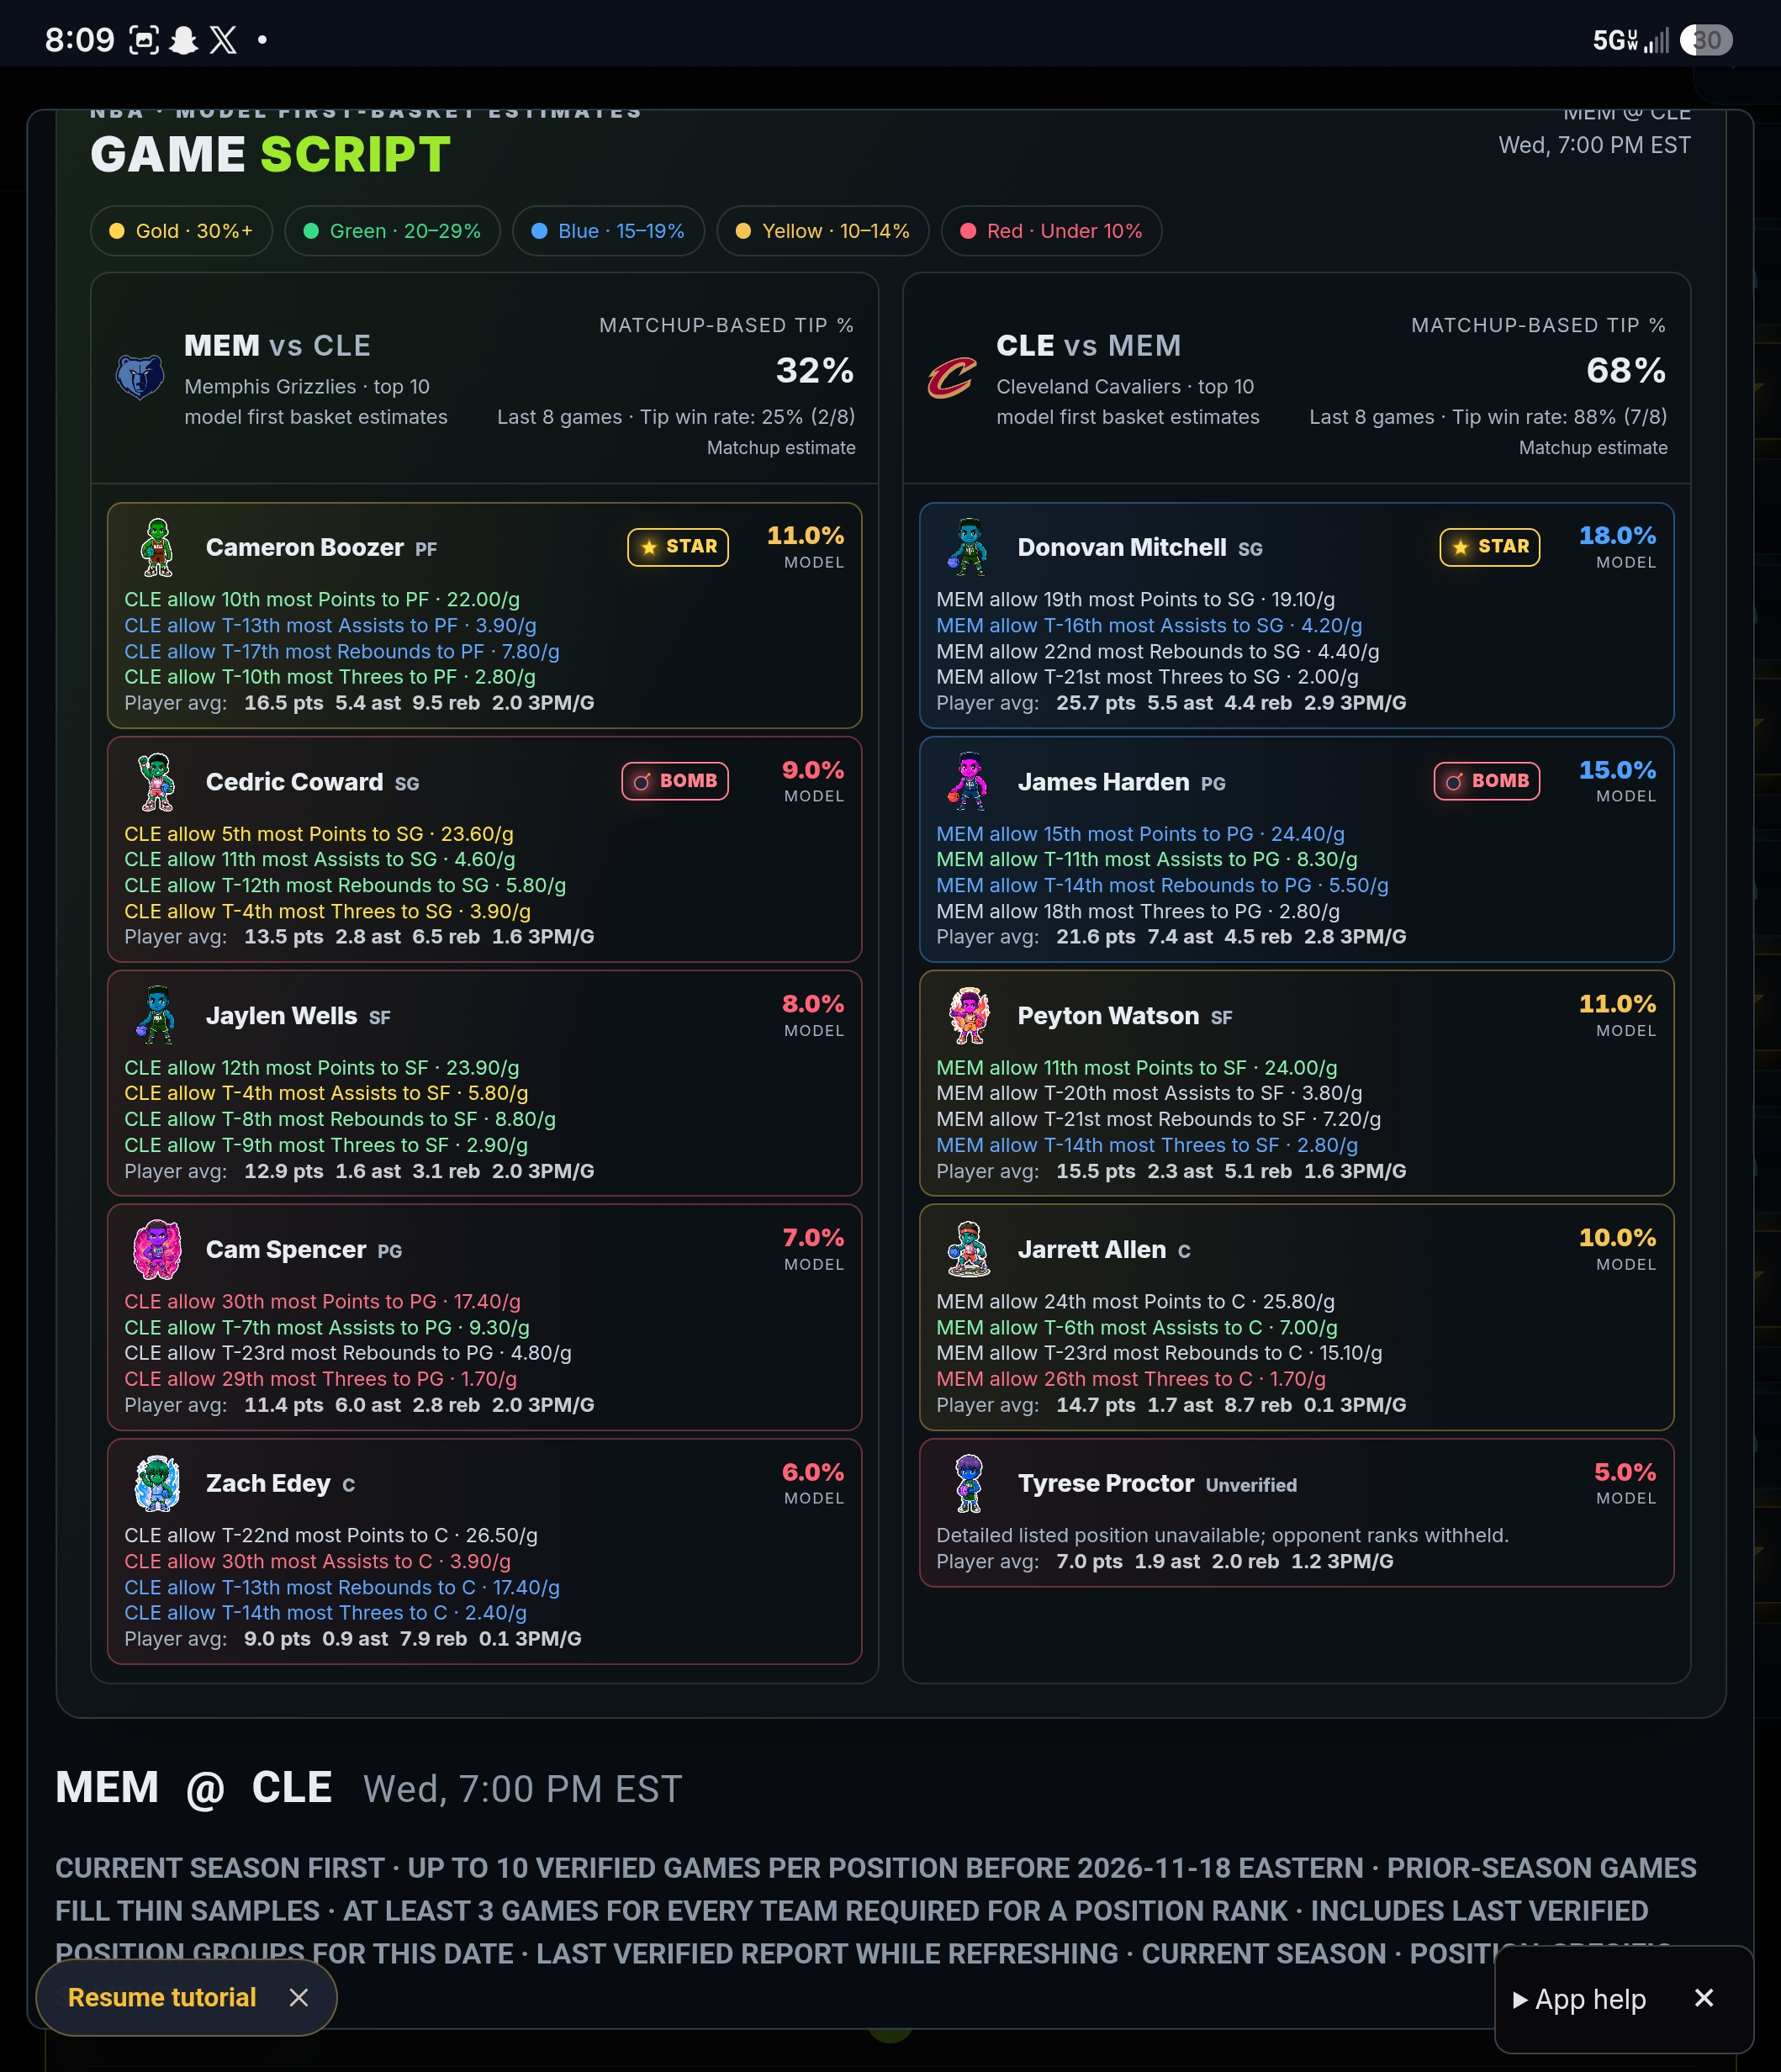 8:09
5G UW 30
NBA · MODEL FIRST-BASKET ESTIMATES
MEM @ CLE
GAME SCRIPT
Wed, 7:00 PM EST
Gold · 30%+
Green · 20–29%
Blue · 15–19%
Yellow · 10–14%
Red · Under 10%
MEM vs CLE
Memphis Grizzlies · top 10
model first basket estimates
MATCHUP-BASED TIP %
32%
Last 8 games · Tip win rate: 25% (2/8)
Matchup estimate
Cameron Boozer PF
STAR
11.0%
MODEL
CLE allow 10th most Points to PF · 22.00/g
CLE allow T-13th most Assists to PF · 3.90/g
CLE allow T-17th most Rebounds to PF · 7.80/g
CLE allow T-10th most Threes to PF · 2.80/g
Player avg: 16.5 pts 5.4 ast 9.5 reb 2.0 3PM/G
Cedric Coward SG
BOMB
9.0%
MODEL
CLE allow 5th most Points to SG · 23.60/g
CLE allow 11th most Assists to SG · 4.60/g
CLE allow T-12th most Rebounds to SG · 5.80/g
CLE allow T-4th most Threes to SG · 3.90/g
Player avg: 13.5 pts 2.8 ast 6.5 reb 1.6 3PM/G
Jaylen Wells SF
8.0%
MODEL
CLE allow 12th most Points to SF · 23.90/g
CLE allow T-4th most Assists to SF · 5.80/g
CLE allow T-8th most Rebounds to SF · 8.80/g
CLE allow T-9th most Threes to SF · 2.90/g
Player avg: 12.9 pts 1.6 ast 3.1 reb 2.0 3PM/G
Cam Spencer PG
7.0%
MODEL
CLE allow 30th most Points to PG · 17.40/g
CLE allow T-7th most Assists to PG · 9.30/g
CLE allow T-23rd most Rebounds to PG · 4.80/g
CLE allow 29th most Threes to PG · 1.70/g
Player avg: 11.4 pts 6.0 ast 2.8 reb 2.0 3PM/G
Zach Edey C
6.0%
MODEL
CLE allow T-22nd most Points to C · 26.50/g
CLE allow 30th most Assists to C · 3.90/g
CLE allow T-13th most Rebounds to C · 17.40/g
CLE allow T-14th most Threes to C · 2.40/g
Player avg: 9.0 pts 0.9 ast 7.9 reb 0.1 3PM/G
CLE vs MEM
Cleveland Cavaliers · top 10
model first basket estimates
MATCHUP-BASED TIP %
68%
Last 8 games · Tip win rate: 88% (7/8)
Matchup estimate
Donovan Mitchell SG
STAR
18.0%
MODEL
MEM allow 19th most Points to SG · 19.10/g
MEM allow T-16th most Assists to SG · 4.20/g
MEM allow 22nd most Rebounds to SG · 4.40/g
MEM allow T-21st most Threes to SG · 2.00/g
Player avg: 25.7 pts 5.5 ast 4.4 reb 2.9 3PM/G
James Harden PG
BOMB
15.0%
MODEL
MEM allow 15th most Points to PG · 24.40/g
MEM allow T-11th most Assists to PG · 8.30/g
MEM allow T-14th most Rebounds to PG · 5.50/g
MEM allow 18th most Threes to PG · 2.80/g
Player avg: 21.6 pts 7.4 ast 4.5 reb 2.8 3PM/G
Peyton Watson SF
11.0%
MODEL
MEM allow 11th most Points to SF · 24.00/g
MEM allow T-20th most Assists to SF · 3.80/g
MEM allow T-21st most Rebounds to SF · 7.20/g
MEM allow T-14th most Threes to SF · 2.80/g
Player avg: 15.5 pts 2.3 ast 5.1 reb 1.6 3PM/G
Jarrett Allen C
10.0%
MODEL
MEM allow 24th most Points to C · 25.80/g
MEM allow T-6th most Assists to C · 7.00/g
MEM allow T-23rd most Rebounds to C · 15.10/g
MEM allow 26th most Threes to C · 1.70/g
Player avg: 14.7 pts 1.7 ast 8.7 reb 0.1 3PM/G
Tyrese Proctor Unverified
5.0%
MODEL
Detailed listed position unavailable; opponent ranks withheld.
Player avg: 7.0 pts 1.9 ast 2.0 reb 1.2 3PM/G
MEM @ CLE Wed, 7:00 PM EST
CURRENT SEASON FIRST · UP TO 10 VERIFIED GAMES PER POSITION BEFORE 2026-11-18 EASTERN · PRIOR-SEASON GAMES
FILL THIN SAMPLES · AT LEAST 3 GAMES FOR EVERY TEAM REQUIRED FOR A POSITION RANK · INCLUDES LAST VERIFIED
POSITION GROUPS FOR THIS DATE · LAST VERIFIED REPORT WHILE REFRESHING · CURRENT SEASON ·
Resume tutorial
App help